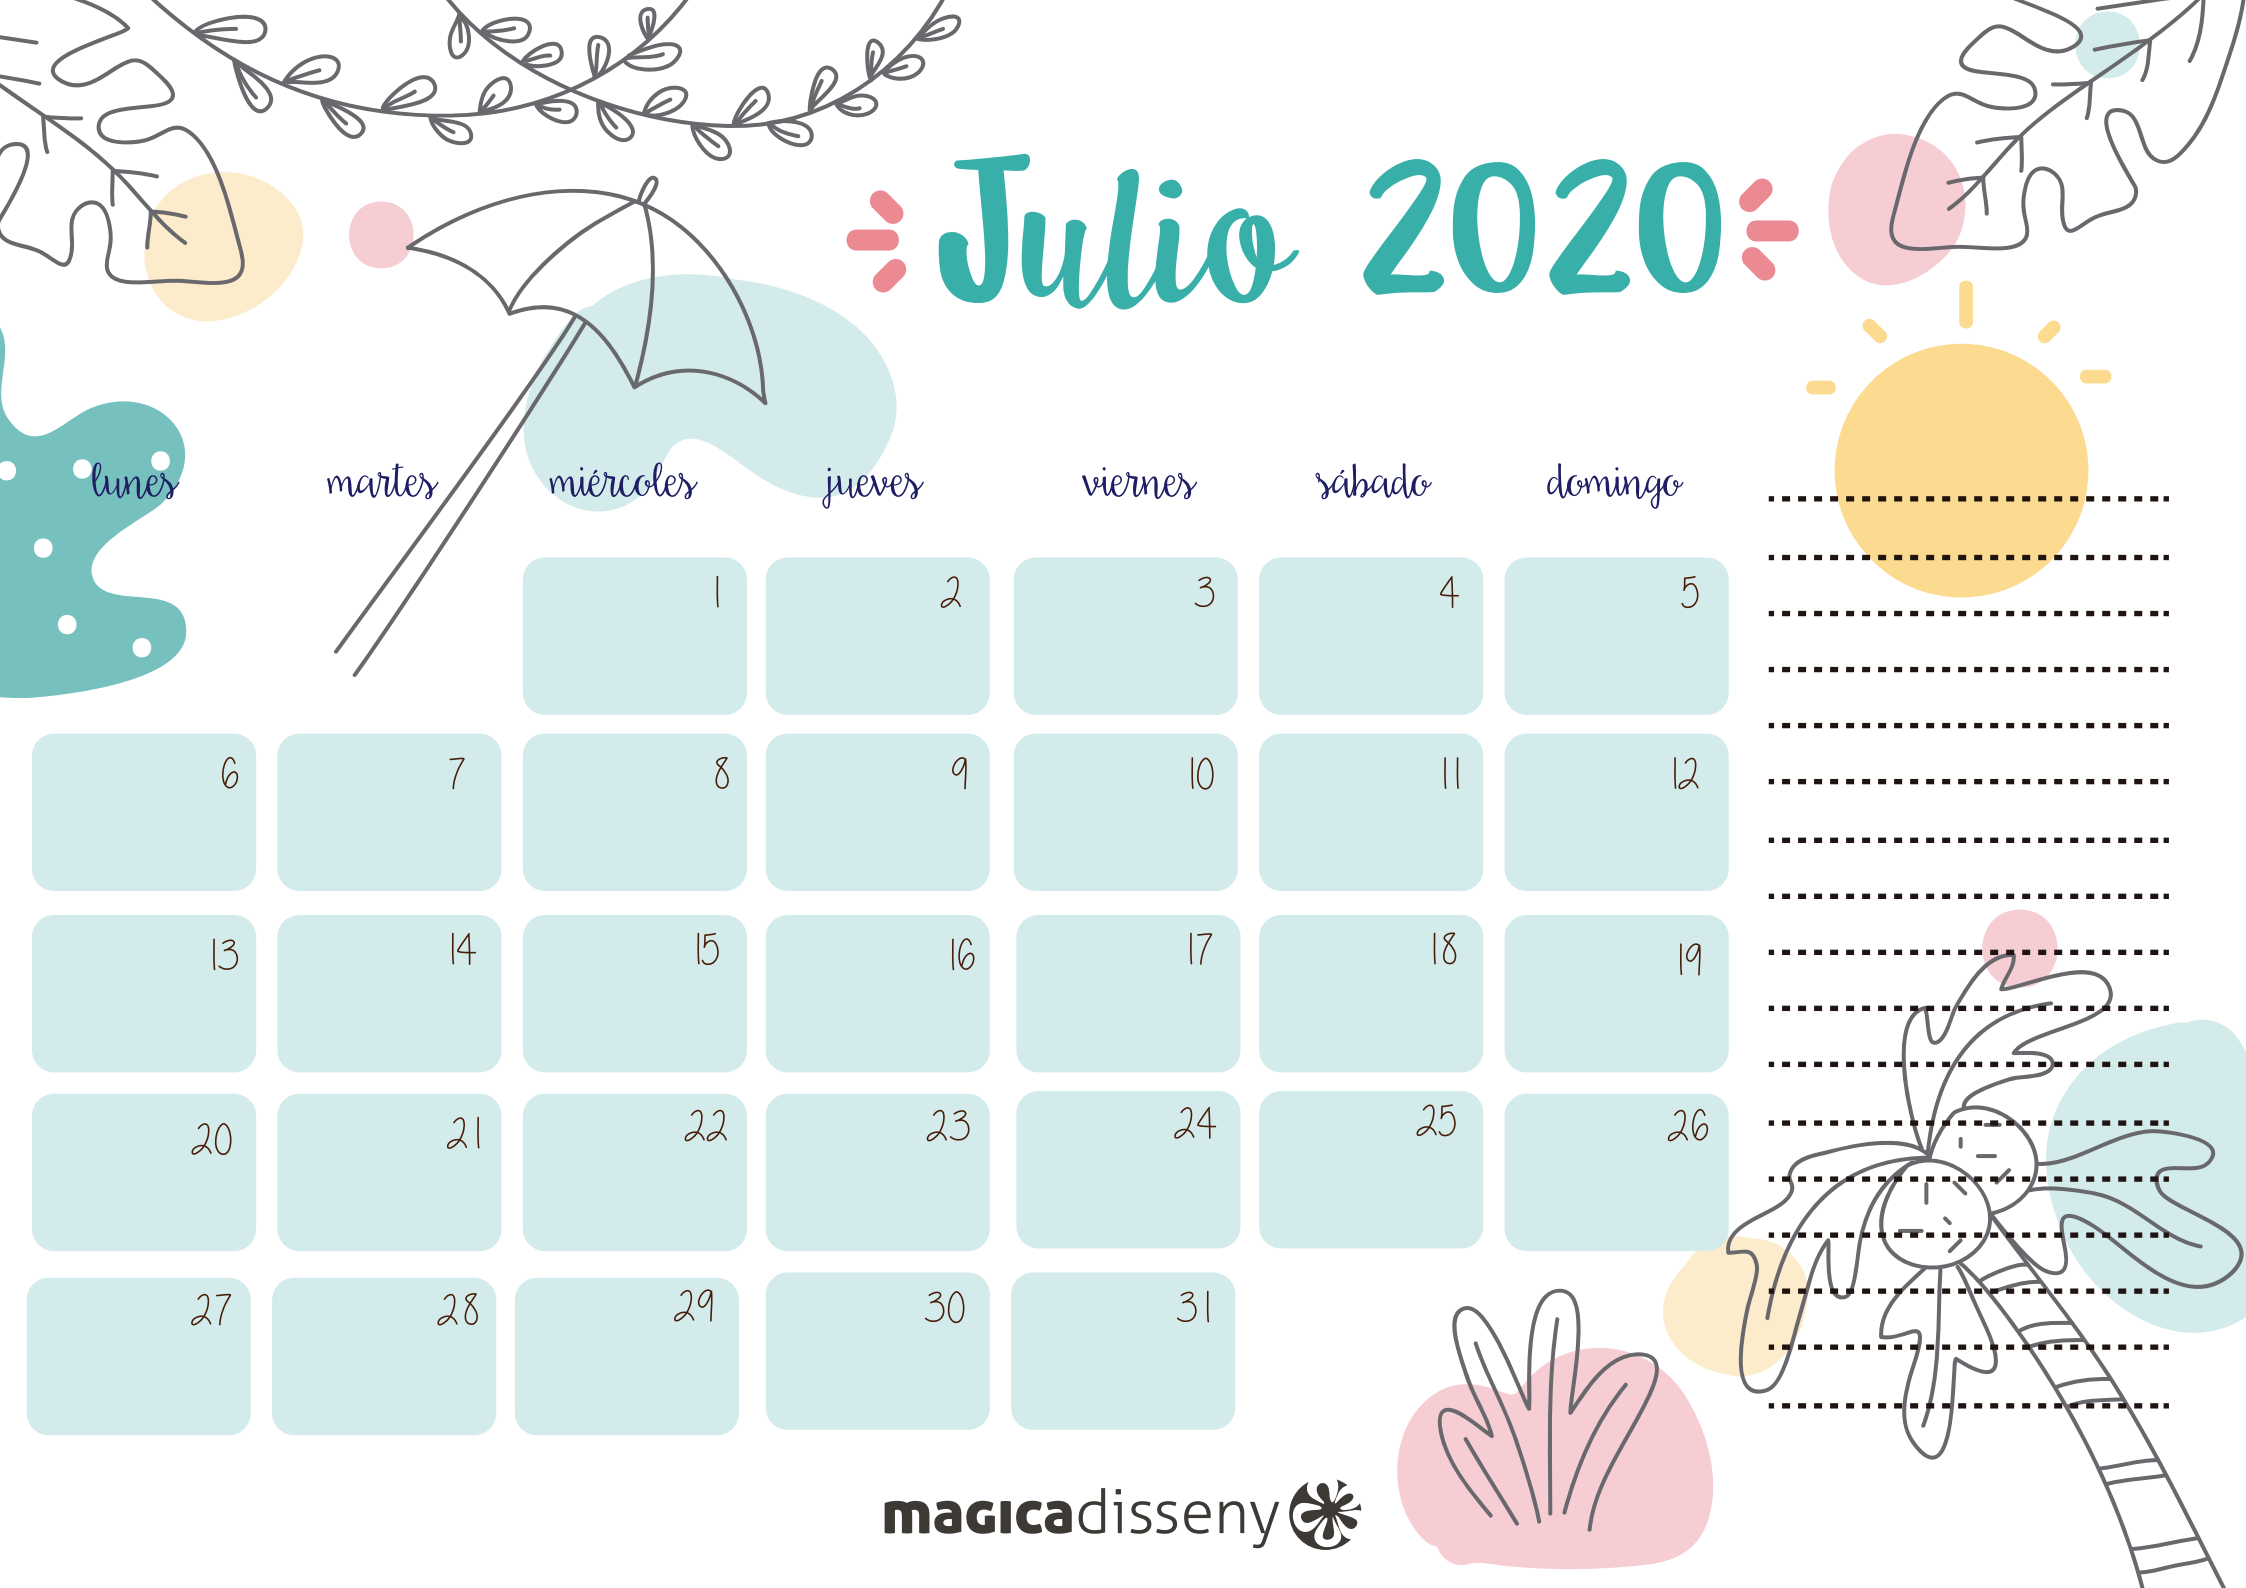 Julio 2020
lunes martes miércoles jueves viernes sábado domingo
1 2 3 4 5
6 7 8 9 10 11 12
13 14 15 16 17 18 19
20 21 22 23 24 25 26
27 28 29 30 31
magicadisseny